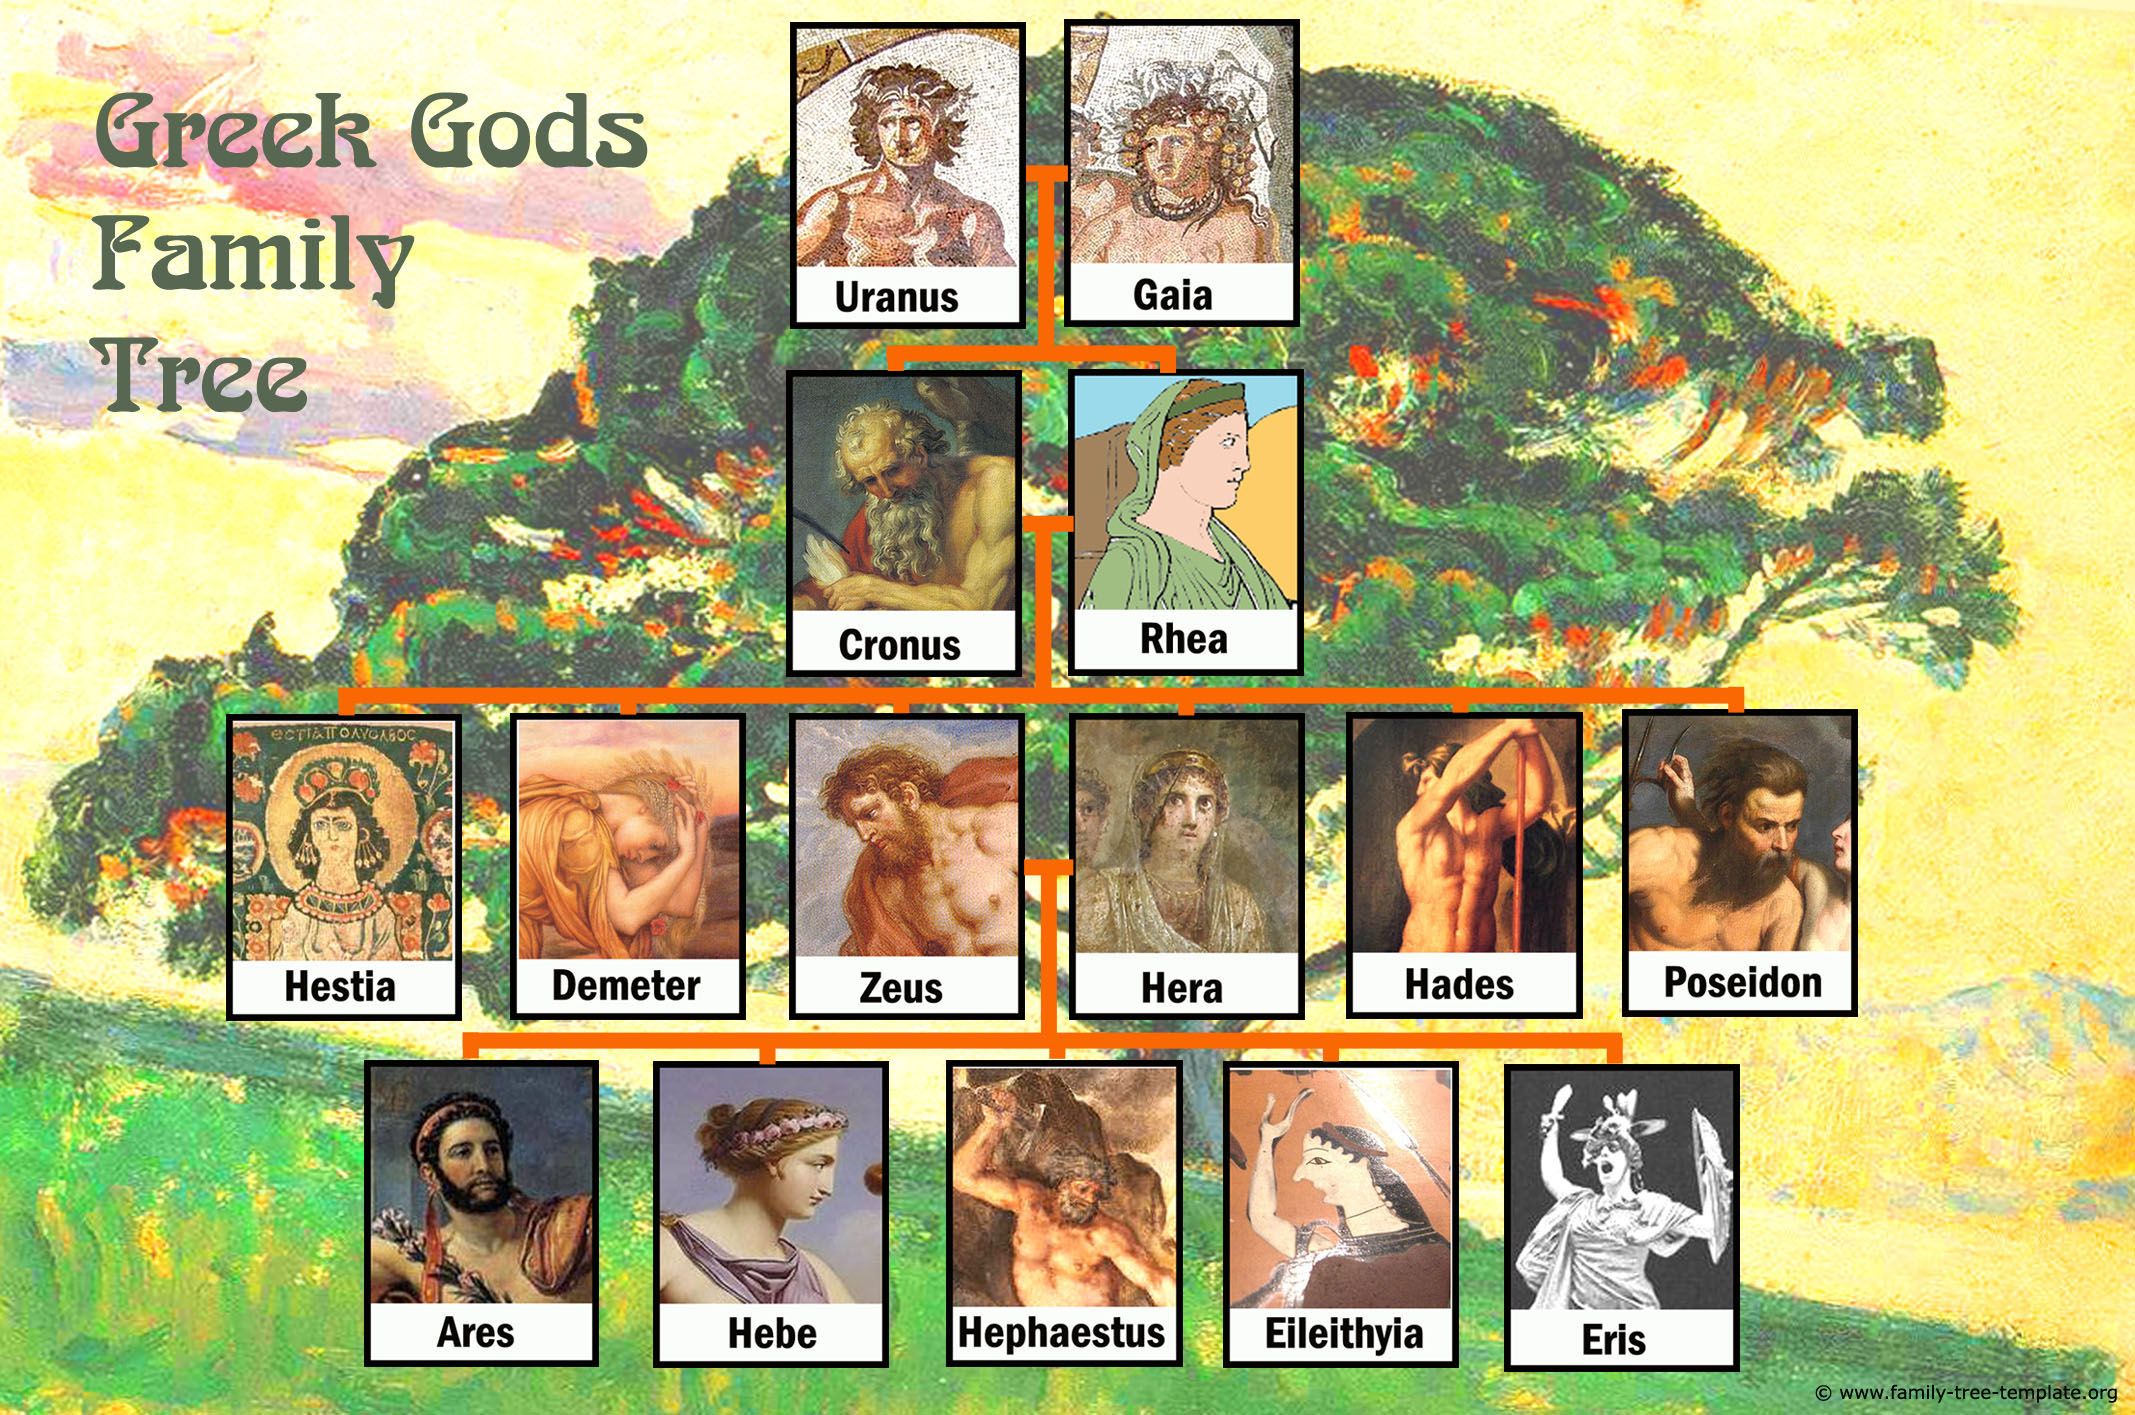 Greek Gods
Family
Tree
Uranus
Gaia
Cronus
Rhea
Hestia
Demeter
Zeus
Hera
Hades
Poseidon
Ares
Hebe
Hephaestus
Eileithyia
Eris
© www.family-tree-template.org